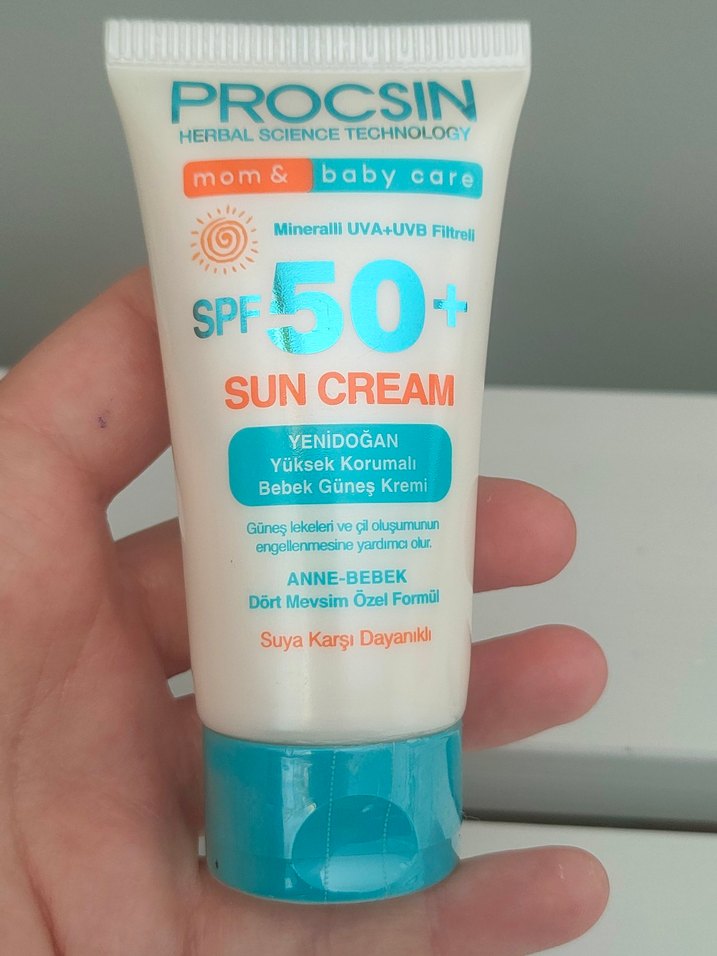 PROCSIN
HERBAL SCIENCE TECHNOLOGY
mom & baby care
Mineralli UVA+UVB Filtreli
SPF 50+
SUN CREAM
YENİDOĞAN
Yüksek Korumalı
Bebek Güneş Kremi
Güneş lekeleri ve çil oluşumunun
engellenmesine yardımcı olur.
ANNE-BEBEK
Dört Mevsim Özel Formül
Suya Karşı Dayanıklı